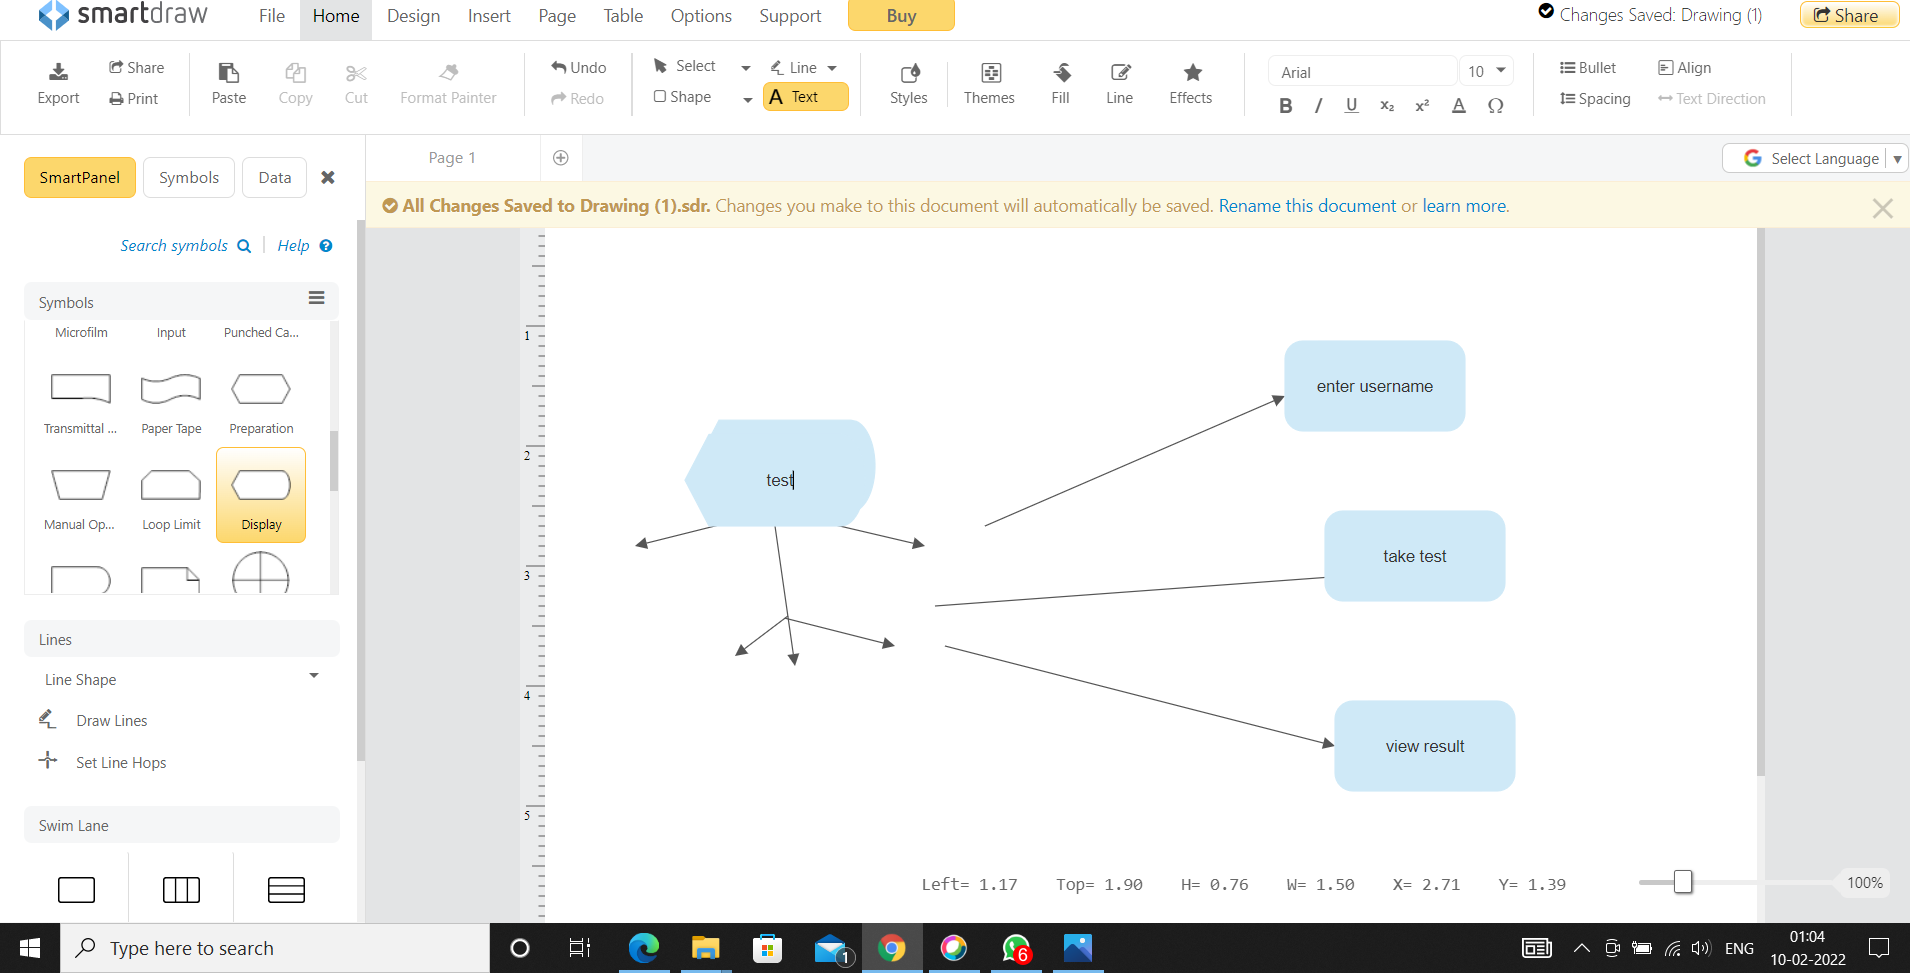 smartdraw
File Home Design Insert Page Table Options Support Buy
Changes Saved: Drawing (1) Share
Export Share Print Paste Copy Cut Format Painter Undo Redo Select Shape Line A Text Styles Themes Fill Line Effects
Arial 10
B I U x₂ x² A Ω
Bullet Align
Spacing Text Direction
SmartPanel Symbols Data
Page 1
Select Language
All Changes Saved to Drawing (1).sdr. Changes you make to this document will automatically be saved. Rename this document or learn more.
Search symbols Help ?
Symbols
Microfilm Input Punched Ca...
Transmittal ... Paper Tape Preparation
Manual Op... Loop Limit Display
Lines
Line Shape
Draw Lines
Set Line Hops
Swim Lane
1
2
3
4
5
enter username
test
take test
view result
Left= 1.17 Top= 1.90 H= 0.76 W= 1.50 X= 2.71 Y= 1.39
100%
Type here to search
1
6
ENG
01:04
10-02-2022